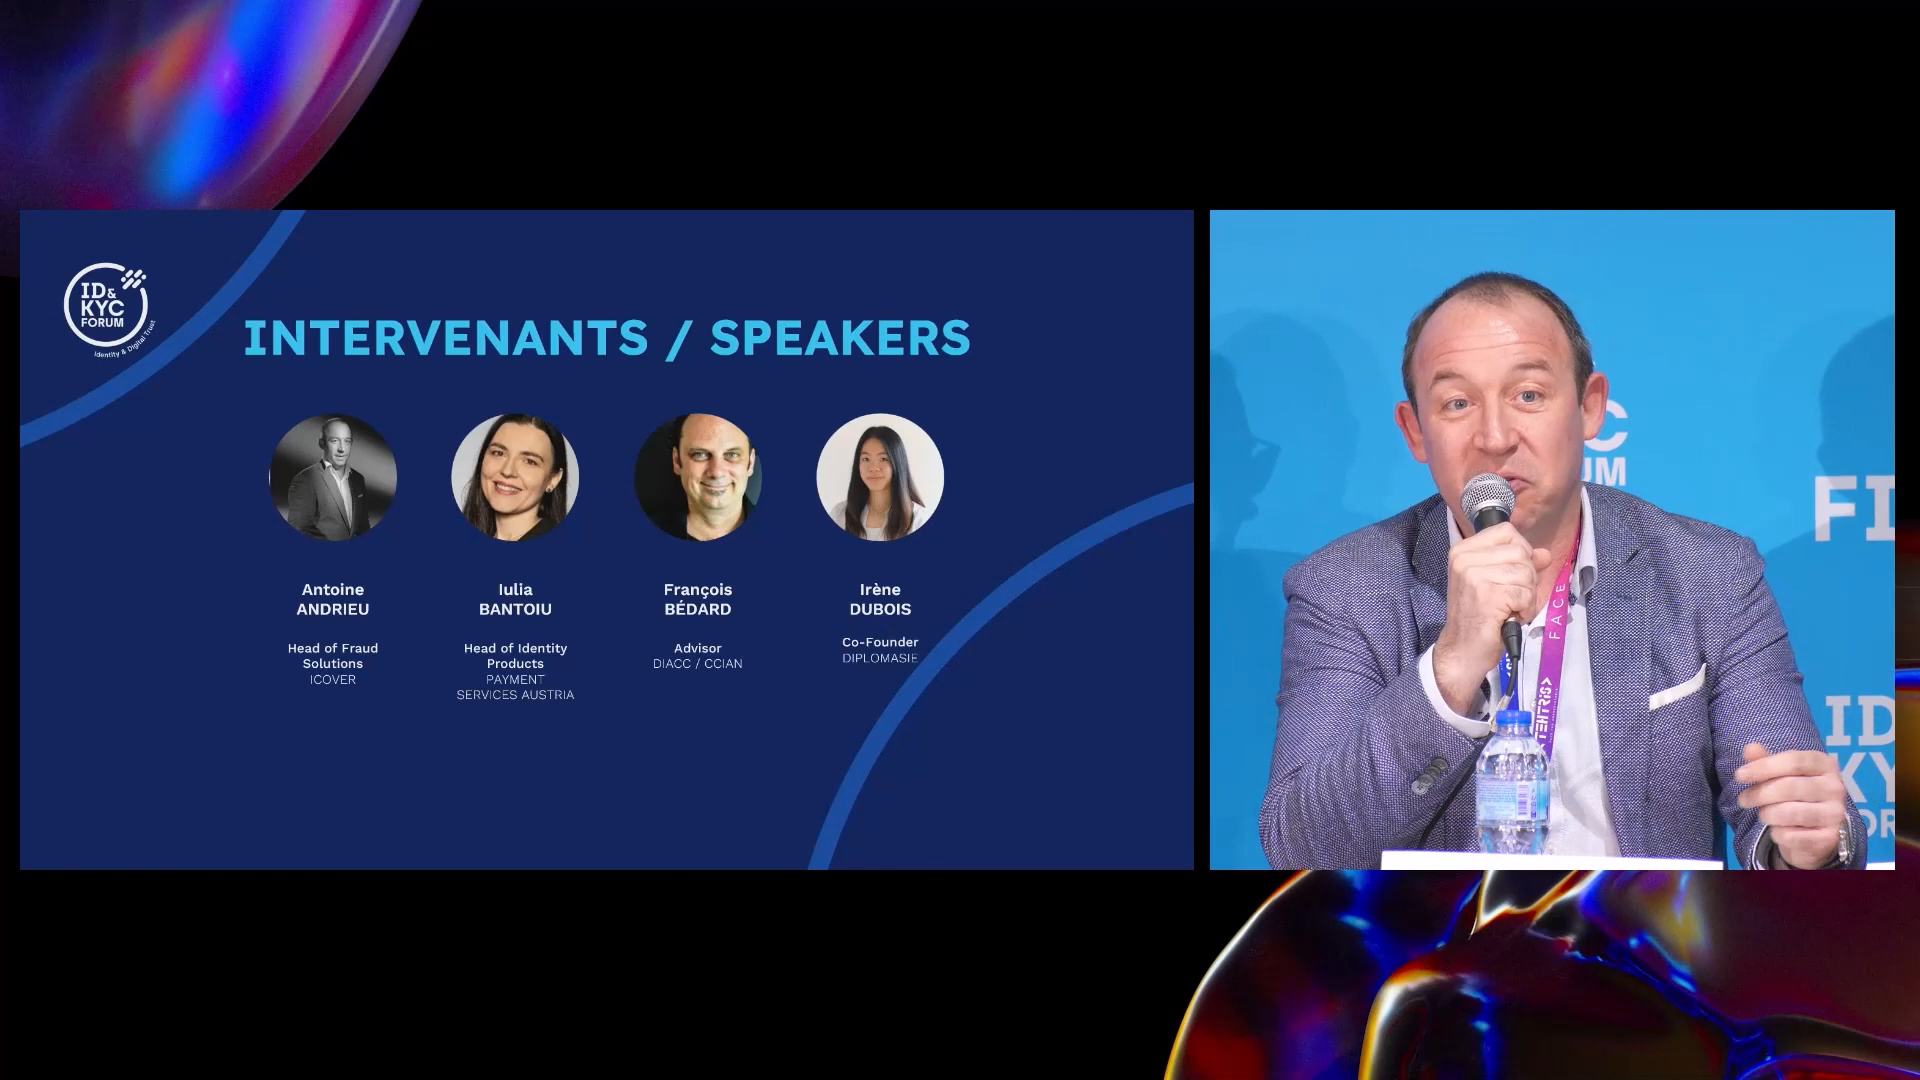 ID&
KYC
FORUM
Identity & Digital Trust
INTERVENANTS / SPEAKERS
Antoine
ANDRIEU
Head of Fraud
Solutions
ICOVER
Iulia
BANTOIU
Head of Identity
Products
PAYMENT
SERVICES AUSTRIA
François
BÉDARD
Advisor
DIACC / CCIAN
Irène
DUBOIS
Co-Founder
DIPLOMASIE
C
UM
FI
FACE
ID
KY
OR